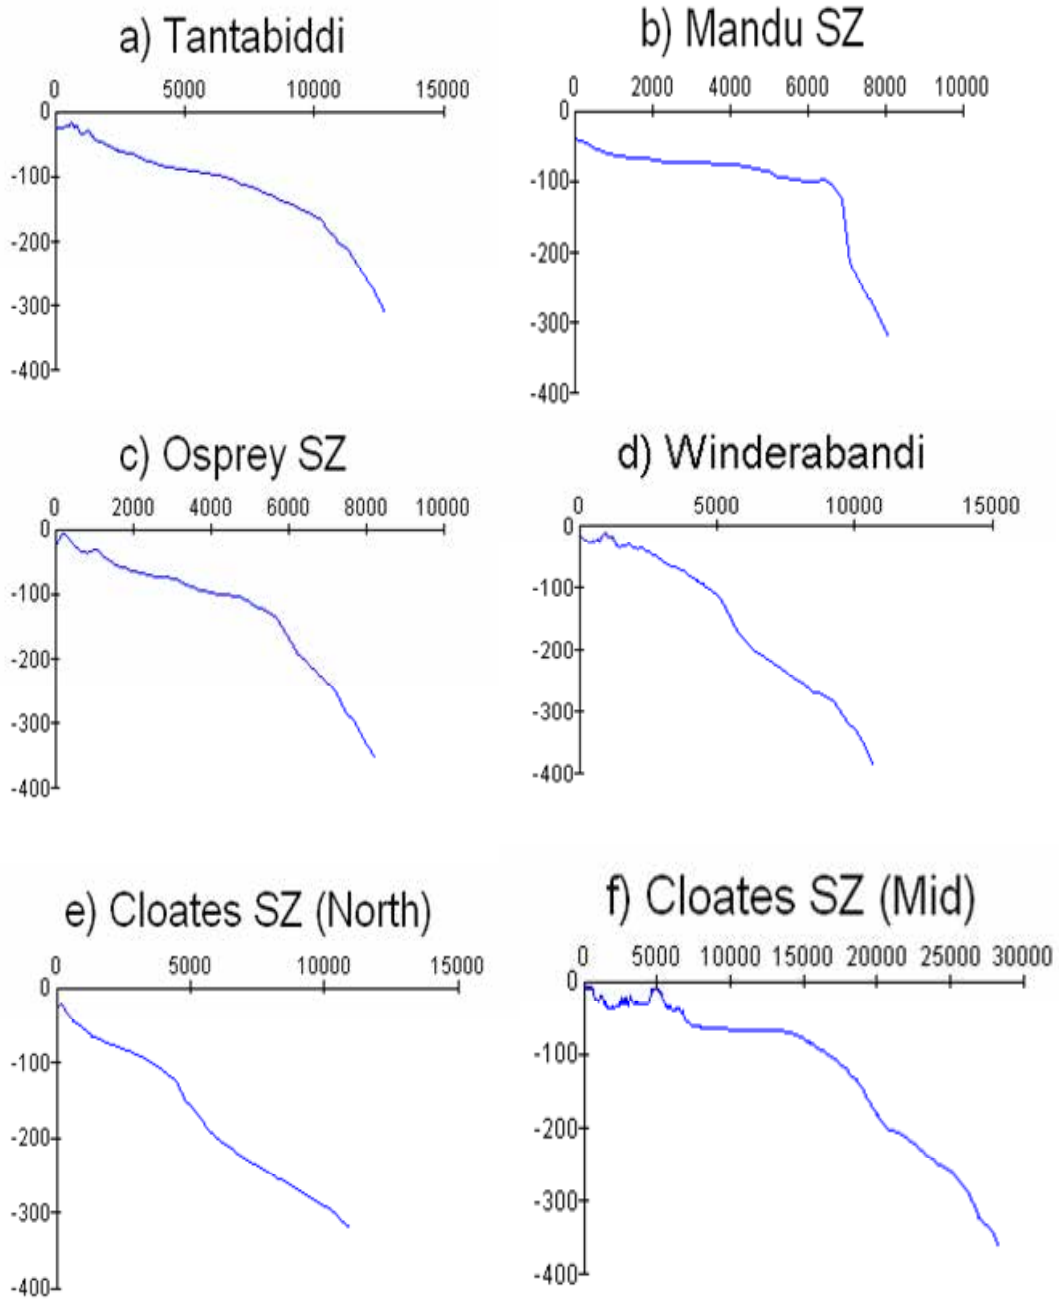 a) Tantabiddi
0 5000 10000 15000
0
-100
-200
-300
-400
b) Mandu SZ
0 2000 4000 6000 8000 10000
0
-100
-200
-300
-400
c) Osprey SZ
0 2000 4000 6000 8000 10000
0
-100
-200
-300
-400
d) Winderabandi
0 5000 10000 15000
0
-100
-200
-300
-400
e) Cloates SZ (North)
0 5000 10000 15000
0
-100
-200
-300
-400
f) Cloates SZ (Mid)
0 5000 10000 15000 20000 25000 30000
0
-100
-200
-300
-400